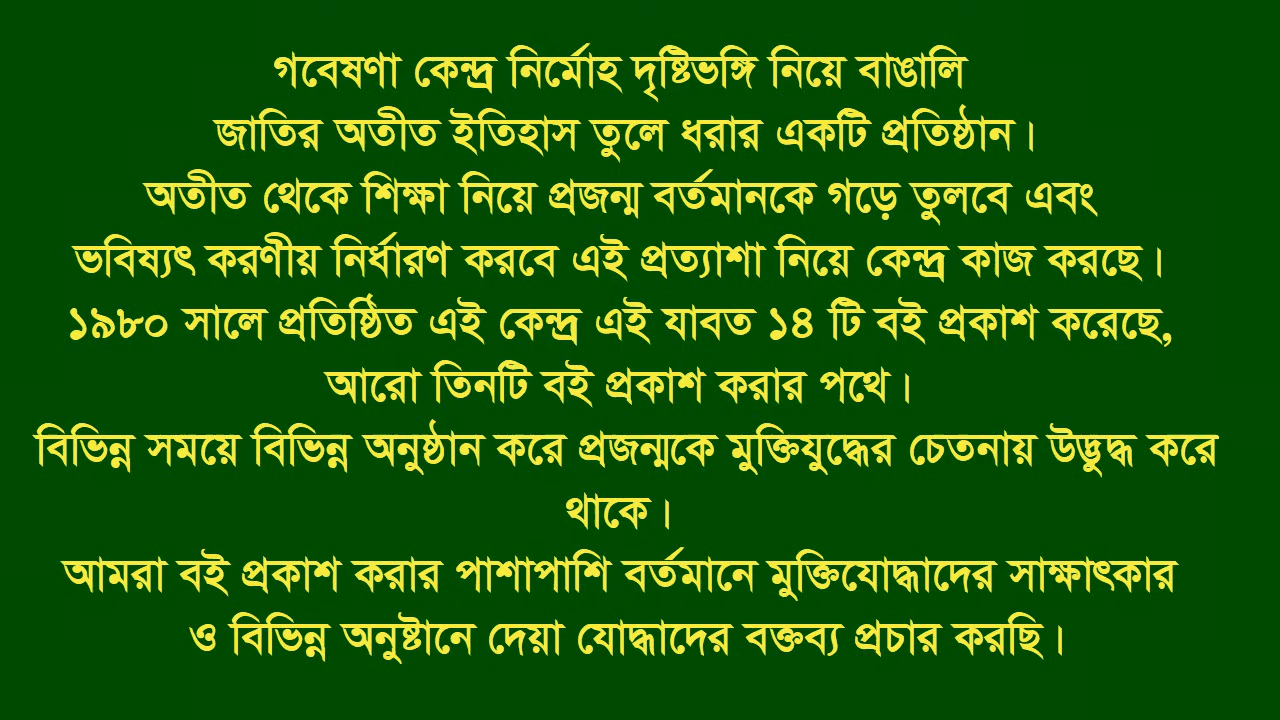 গবেষণা কেন্দ্র নির্মোহ দৃষ্টিভঙ্গি নিয়ে বাঙালি
জাতির অতীত ইতিহাস তুলে ধরার একটি প্রতিষ্ঠান।
অতীত থেকে শিক্ষা নিয়ে প্রজন্ম বর্তমানকে গড়ে তুলবে এবং
ভবিষ্যৎ করণীয় নির্ধারণ করবে এই প্রত্যাশা নিয়ে কেন্দ্র কাজ করছে।
১৯৮০ সালে প্রতিষ্ঠিত এই কেন্দ্র এই যাবত ১৪ টি বই প্রকাশ করেছে,
আরো তিনটি বই প্রকাশ করার পথে।
বিভিন্ন সময়ে বিভিন্ন অনুষ্ঠান করে প্রজন্মকে মুক্তিযুদ্ধের চেতনায় উদ্ভুদ্ধ করে
থাকে।
আমরা বই প্রকাশ করার পাশাপাশি বর্তমানে মুক্তিযোদ্ধাদের সাক্ষাৎকার
ও বিভিন্ন অনুষ্টানে দেয়া যোদ্ধাদের বক্তব্য প্রচার করছি।